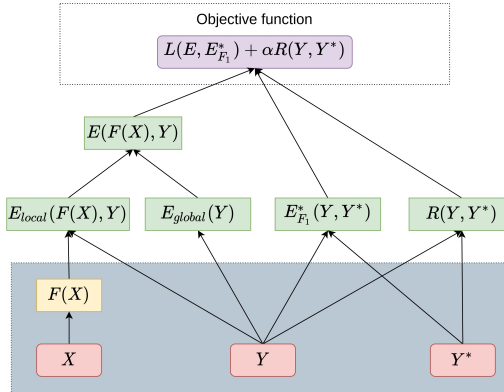 Objective function
L(E, E*_{F_1}) + αR(Y, Y*)
E(F(X), Y)
E_{local}(F(X), Y) E_{global}(Y) E*_{F_1}(Y, Y*) R(Y, Y*)
F(X)
X Y Y*